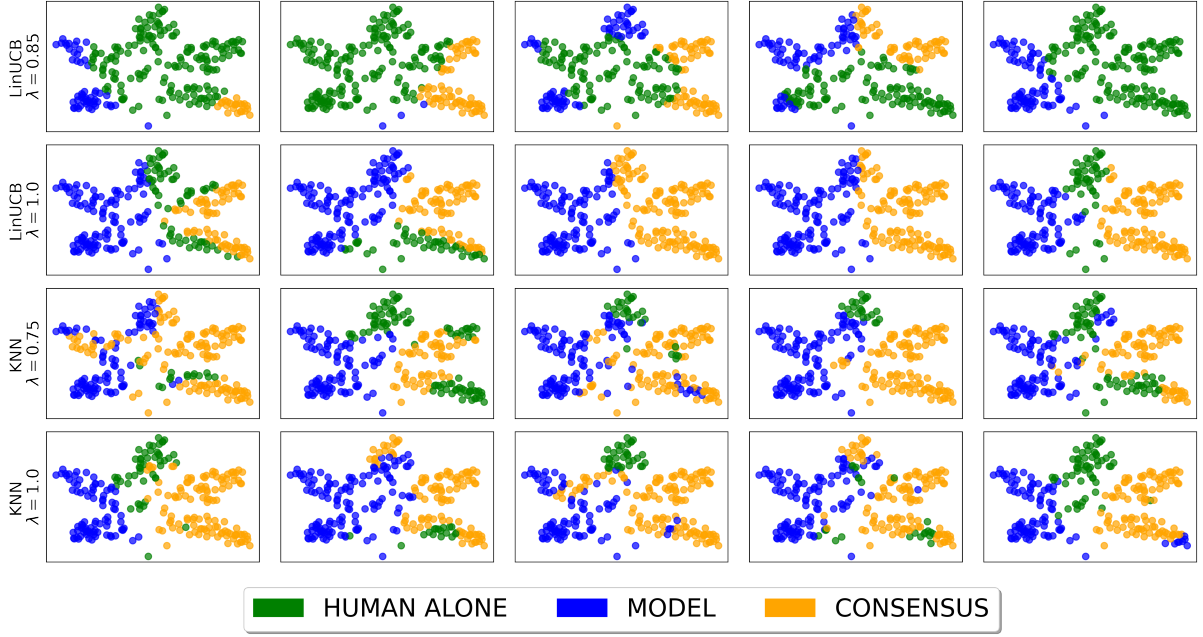 LinUCB
λ = 0.85
LinUCB
λ = 1.0
KNN
λ = 0.75
KNN
λ = 1.0
HUMAN ALONE MODEL CONSENSUS